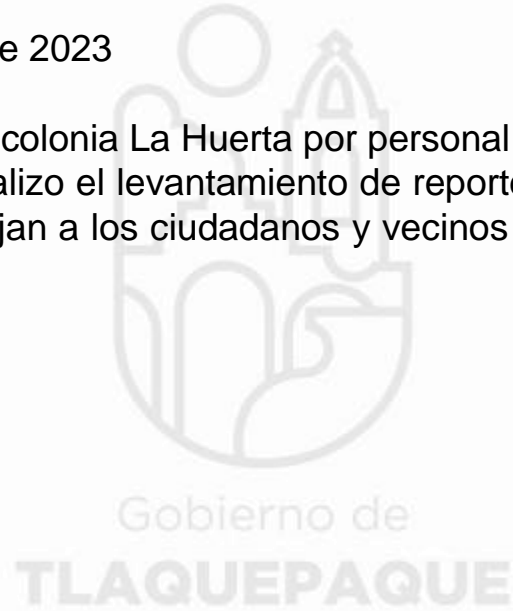 e 2023
colonia La Huerta por personal
alizo el levantamiento de reporte
jan a los ciudadanos y vecinos
Gobierno de
TLAQUEPAQUE